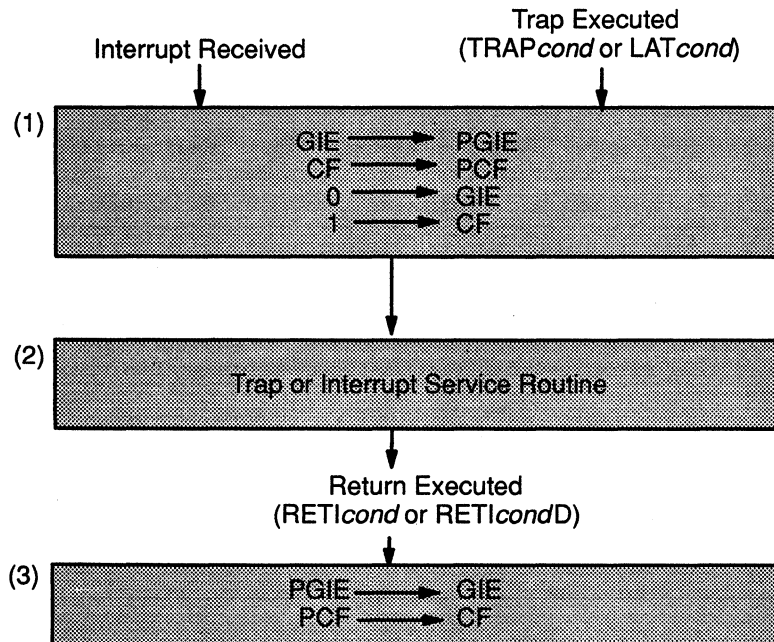 Interrupt Received
Trap Executed
(TRAPcond or LATcond)
(1)
GIE PGIE
CF PCF
0 GIE
1 CF
(2)
Trap or Interrupt Service Routine
Return Executed
(RETIcond or RETIcondD)
(3)
PGIE GIE
PCF CF